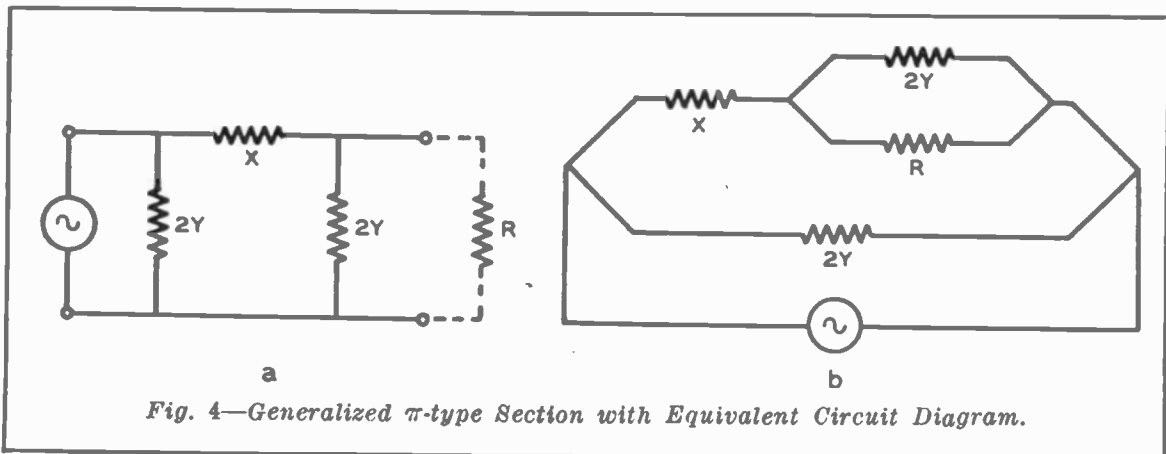 X
2Y
2Y
R
a
X
2Y
R
2Y
b
Fig. 4—Generalized π-type Section with Equivalent Circuit Diagram.